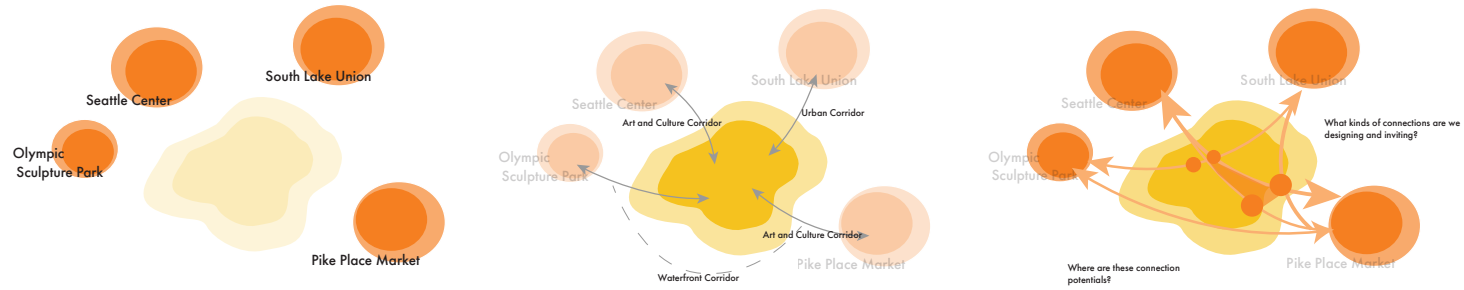 South Lake Union
Seattle Center
Olympic
Sculpture Park
Pike Place Market
South Lake Union
Seattle Center
Urban Corridor
Art and Culture Corridor
Olympic
Sculpture Park
Art and Culture Corridor
Pike Place Market
Waterfront Corridor
South Lake Union
Seattle Center
What kinds of connections are we
designing and inviting?
Olympic
Sculpture Park
Pike Place Market
Where are these connection
potentials?